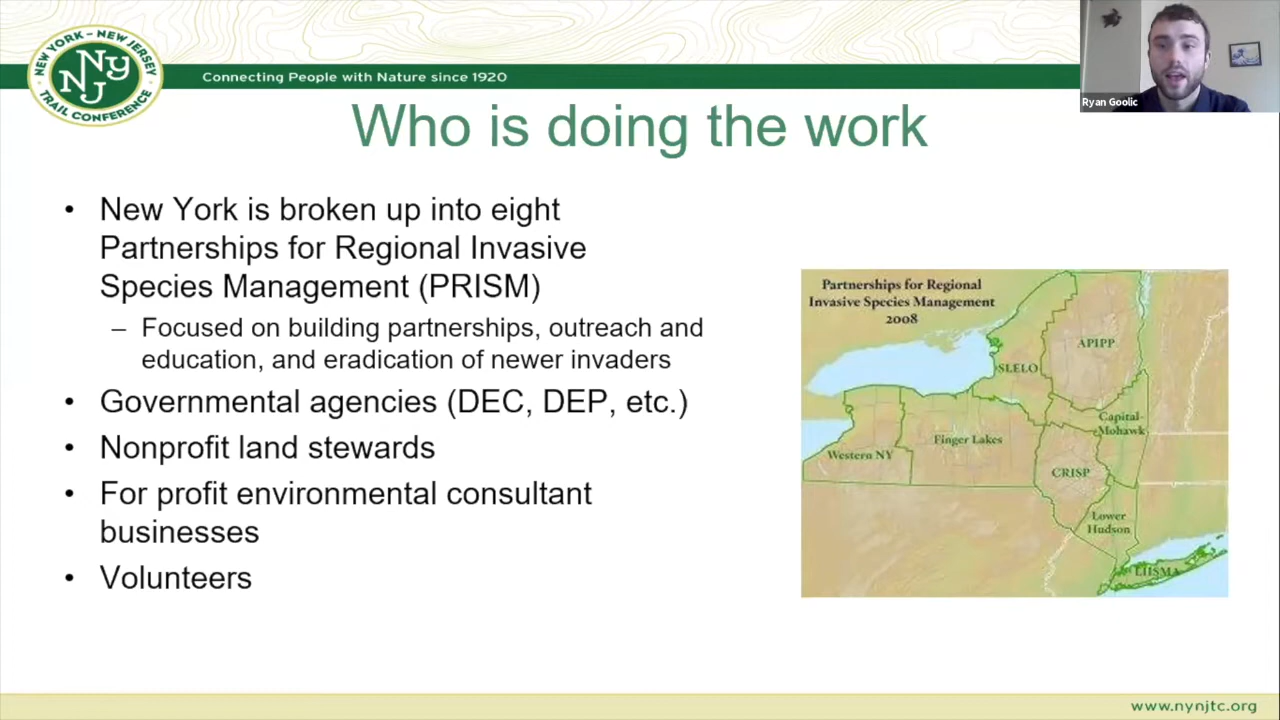 NEW YORK – NEW JERSEY
NY
NJ
TRAIL CONFERENCE
Connecting People with Nature since 1920
Ryan Goolic
Who is doing the work
• New York is broken up into eight
Partnerships for Regional Invasive
Species Management (PRISM)
– Focused on building partnerships, outreach and
education, and eradication of newer invaders
• Governmental agencies (DEC, DEP, etc.)
• Nonprofit land stewards
• For profit environmental consultant
businesses
• Volunteers
Partnerships for Regional
Invasive Species Management
2008
APIPP
SLELO
Capital-
Mohawk
Finger Lakes
Western NY
CRISP
Lower
Hudson
LIISMA
www.nynjtc.org